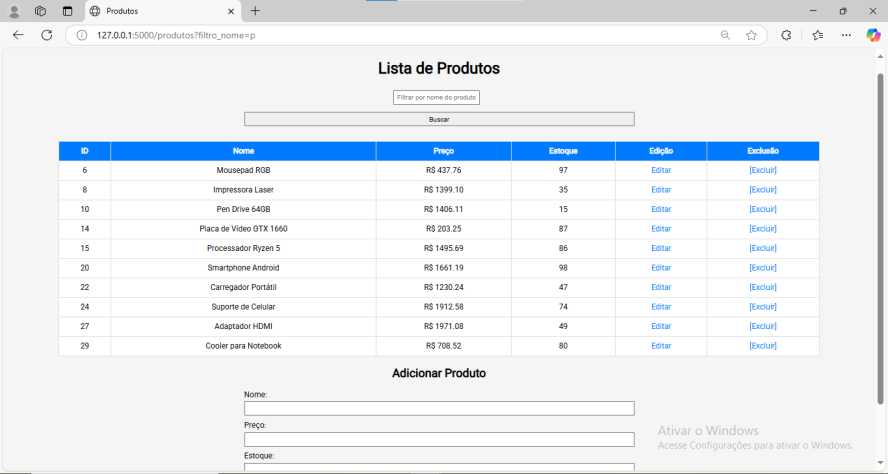 Produtos
127.0.0.1:5000/produtos?filtro_nome=p
Lista de Produtos
Filtrar por nome do produto
Buscar
ID Nome Preço Estoque Edição Exclusão
6 Mousepad RGB R$ 437.76 97 Editar [Excluir]
8 Impressora Laser R$ 1399.10 35 Editar [Excluir]
10 Pen Drive 64GB R$ 1406.11 15 Editar [Excluir]
14 Placa de Vídeo GTX 1660 R$ 203.25 87 Editar [Excluir]
15 Processador Ryzen 5 R$ 1495.69 86 Editar [Excluir]
20 Smartphone Android R$ 1661.19 98 Editar [Excluir]
22 Carregador Portátil R$ 1230.24 47 Editar [Excluir]
24 Suporte de Celular R$ 1912.58 74 Editar [Excluir]
27 Adaptador HDMI R$ 1971.08 49 Editar [Excluir]
29 Cooler para Notebook R$ 708.52 80 Editar [Excluir]
Adicionar Produto
Nome:
Preço:
Estoque:
Ativar o Windows
Acesse Configurações para ativar o Windows.